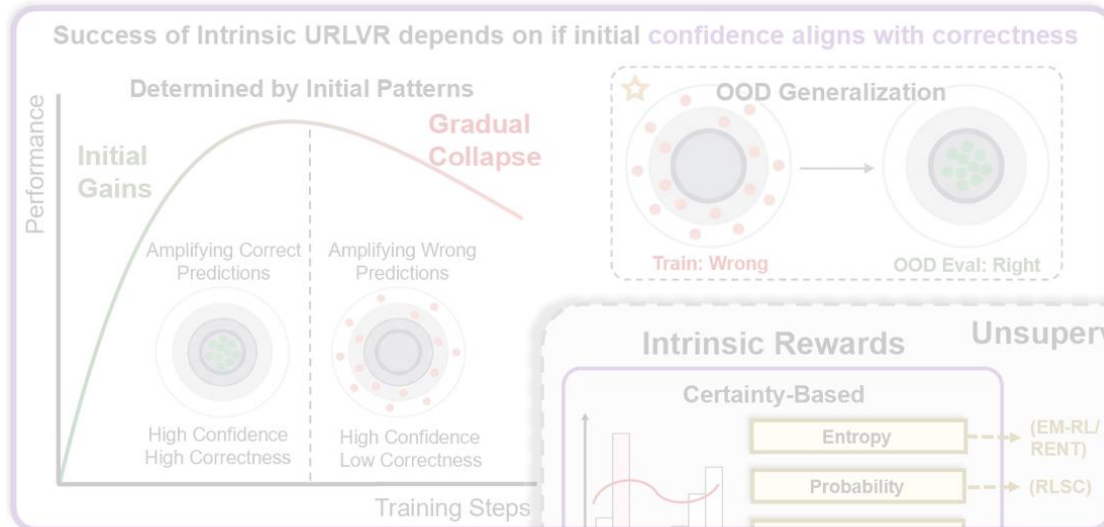 Success of Intrinsic URLVR depends on if initial confidence aligns with correctness
Determined by Initial Patterns
Performance
Initial
Gains
Gradual
Collapse
Amplifying Correct
Predictions
Amplifying Wrong
Predictions
High Confidence
High Correctness
High Confidence
Low Correctness
Training Steps
OOD Generalization
Train: Wrong
OOD Eval: Right
Intrinsic Rewards
Unsuperv
Certainty-Based
Entropy
(EM-RL/
RENT)
Probability
(RLSC)